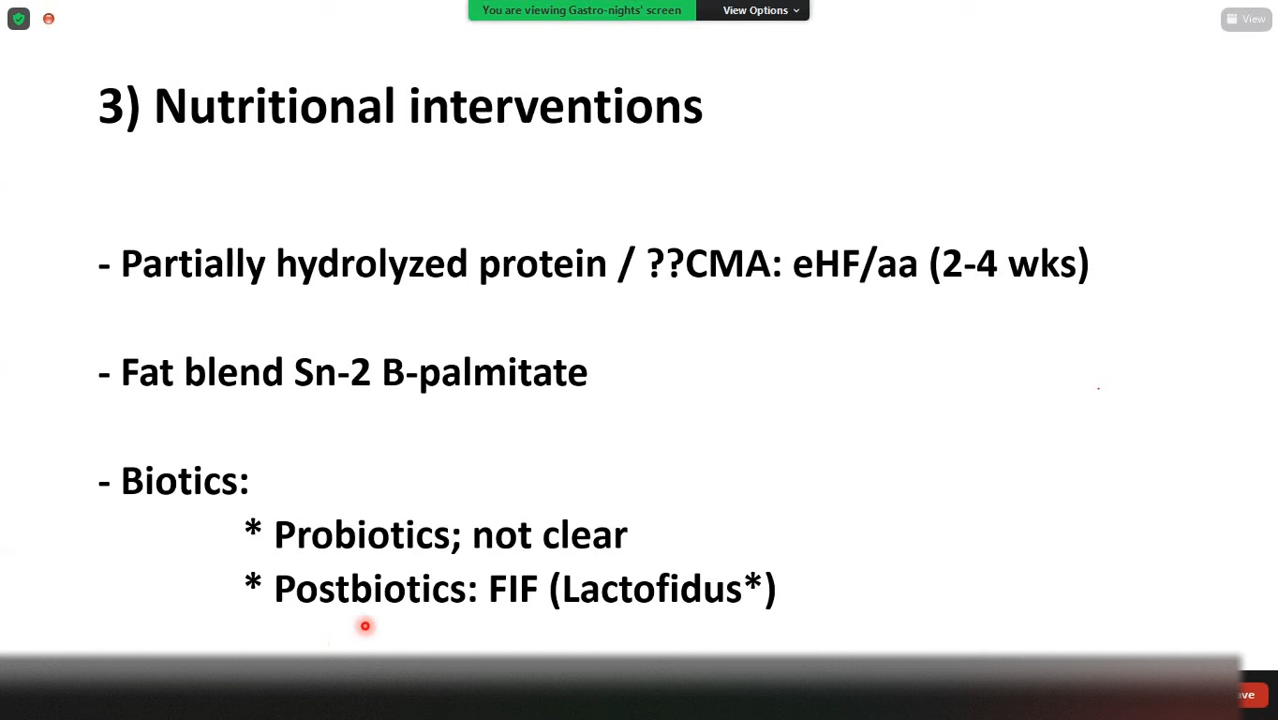 You are viewing Gastro-nights' screen
View Options
View
3) Nutritional interventions
- Partially hydrolyzed protein / ??CMA: eHF/aa (2-4 wks)
- Fat blend Sn-2 B-palmitate
- Biotics:
* Probiotics; not clear
* Postbiotics: FIF (Lactofidus*)